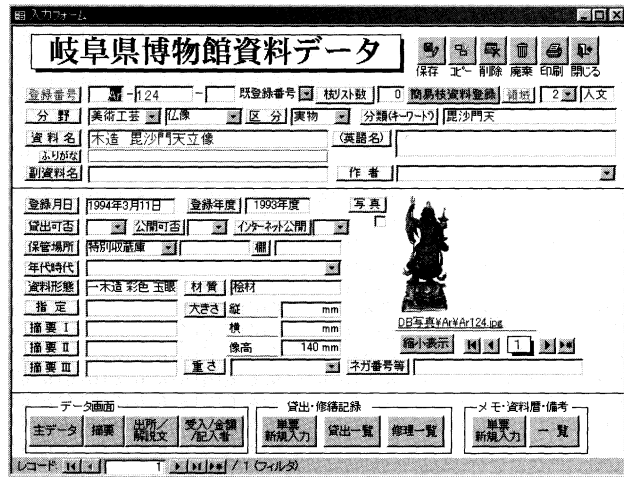 入力フォーム
岐阜県博物館資料データ
保存 コピー 削除 廃棄 印刷 閉じる
登録番号 Ar -124 - 既登録番号 枝リスト数 0 簡易枝資料登録 領域 2 人文
分野 美術工芸 仏像 区分 実物 分類(キーワード) 毘沙門天
資料名 木造 毘沙門天立像 (英語名)
ふりがな
副資料名 作者
登録月日 1994年3月11日 登録年度 1993年度 写真
貸出可否 公開可否 インターネット公開
保管場所 特別収蔵庫 棚
年代時代
資料形態 一木造 彩色 玉眼 材質 桧材
指定 大きさ 縦 mm
摘要Ⅰ 横 mm
摘要Ⅱ 像高 140 mm
摘要Ⅲ 重さ
DB写真¥Ar¥Ar124.jpg
縮小表示 1
ネガ番号等
データ画面 貸出・修繕記録 メモ・資料暦・備考
主データ 摘要 出所/解説文 受入/金額/記入者 単票新規入力 貸出一覧 修理一覧 単票新規入力 一覧
レコード: 1 / 1 (フィルタ)